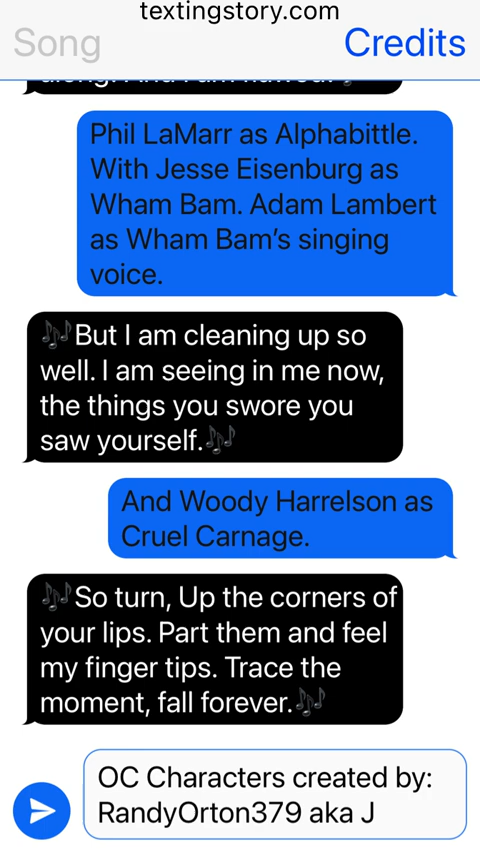 textingstory.com
Song
Credits
Phil LaMarr as Alphabittle.
With Jesse Eisenburg as
Wham Bam. Adam Lambert
as Wham Bam's singing
voice.
🎶But I am cleaning up so
well. I am seeing in me now,
the things you swore you
saw yourself.🎶
And Woody Harrelson as
Cruel Carnage.
🎶So turn, Up the corners of
your lips. Part them and feel
my finger tips. Trace the
moment, fall forever.🎶
OC Characters created by:
RandyOrton379 aka J